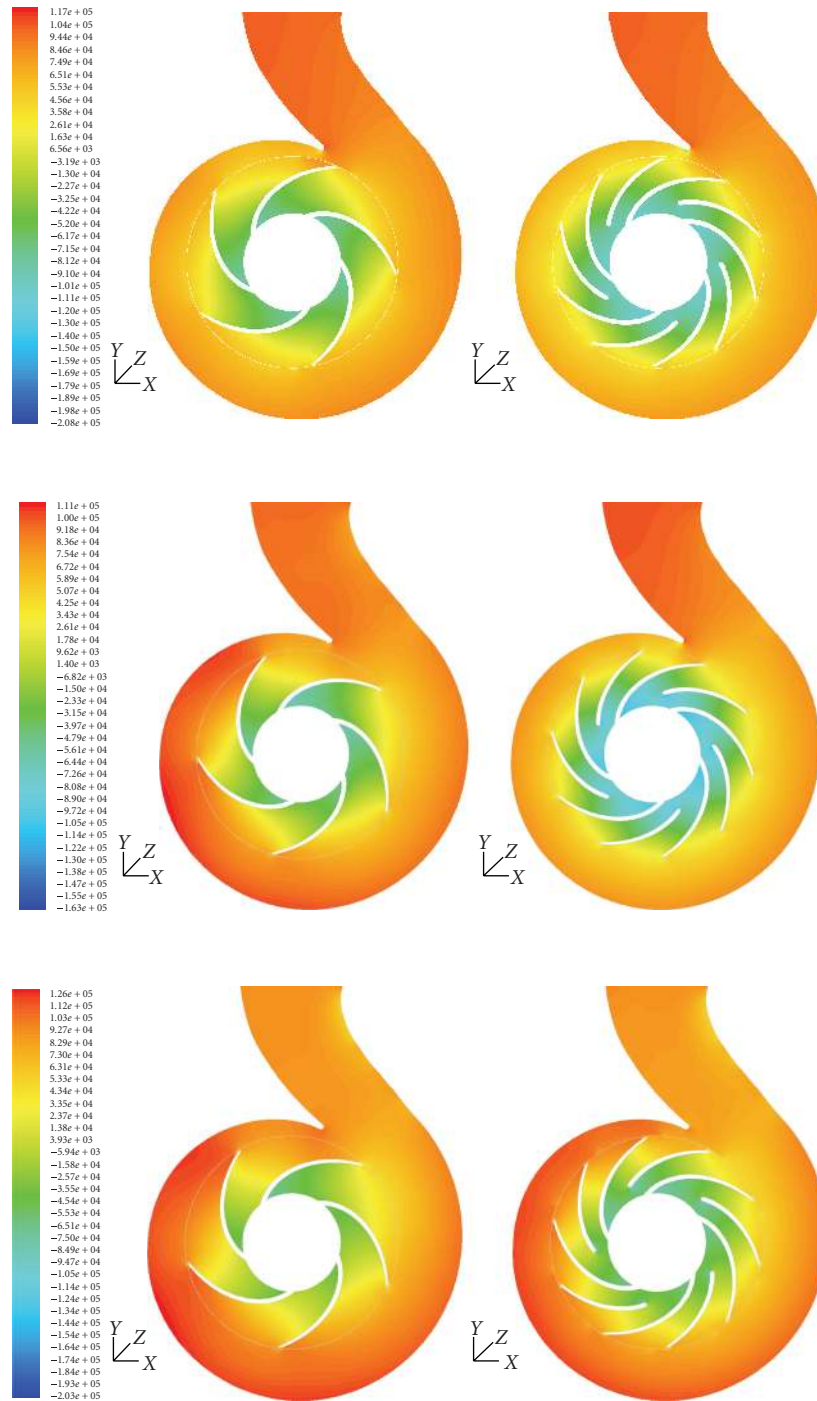 1.17e + 05
1.04e + 05
9.44e + 04
8.46e + 04
7.49e + 04
6.51e + 04
5.53e + 04
4.56e + 04
3.58e + 04
2.61e + 04
1.63e + 04
6.56e + 03
−3.19e + 03
−1.30e + 04
−2.27e + 04
−3.25e + 04
−4.22e + 04
−5.20e + 04
−6.17e + 04
−7.15e + 04
−8.12e + 04
−9.10e + 04
−1.01e + 05
−1.11e + 05
−1.20e + 05
−1.30e + 05
−1.40e + 05
−1.50e + 05
−1.59e + 05
−1.69e + 05
−1.79e + 05
−1.89e + 05
−1.98e + 05
−2.08e + 05
Y
Z
X
Y
Z
X
1.11e + 05
1.00e + 05
9.18e + 04
8.36e + 04
7.54e + 04
6.72e + 04
5.89e + 04
5.07e + 04
4.25e + 04
3.43e + 04
2.61e + 04
1.78e + 04
9.62e + 03
1.40e + 03
−6.82e + 03
−1.50e + 04
−2.33e + 04
−3.15e + 04
−3.97e + 04
−4.79e + 04
−5.61e + 04
−6.44e + 04
−7.26e + 04
−8.08e + 04
−8.90e + 04
−9.72e + 04
−1.05e + 05
−1.14e + 05
−1.22e + 05
−1.30e + 05
−1.38e + 05
−1.47e + 05
−1.55e + 05
−1.63e + 05
Y
Z
X
Y
Z
X
1.26e + 05
1.12e + 05
1.03e + 05
9.27e + 04
8.29e + 04
7.30e + 04
6.31e + 04
5.33e + 04
4.34e + 04
3.35e + 04
2.37e + 04
1.38e + 04
3.93e + 03
−5.94e + 03
−1.58e + 04
−2.57e + 04
−3.55e + 04
−4.54e + 04
−5.53e + 04
−6.51e + 04
−7.50e + 04
−8.49e + 04
−9.47e + 04
−1.05e + 05
−1.14e + 05
−1.24e + 05
−1.34e + 05
−1.44e + 05
−1.54e + 05
−1.64e + 05
−1.74e + 05
−1.84e + 05
−1.93e + 05
−2.03e + 05
Y
Z
X
Y
Z
X